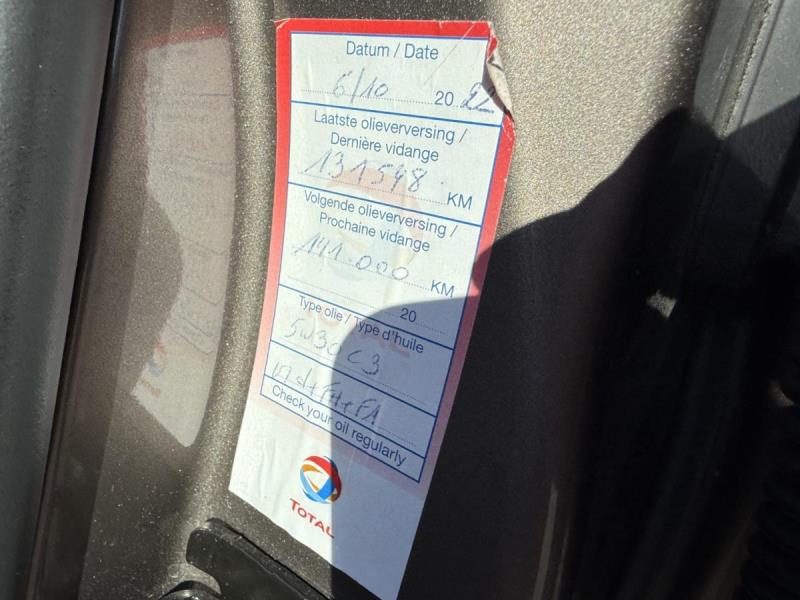 Datum / Date
6/10 20 22
Laatste olieverversing /
Dernière vidange
131548 KM
Volgende olieverversing /
Prochaine vidange
141.000 KM
20
Type olie / Type d'huile
5W30 C3
Check your oil regularly
TOTAL